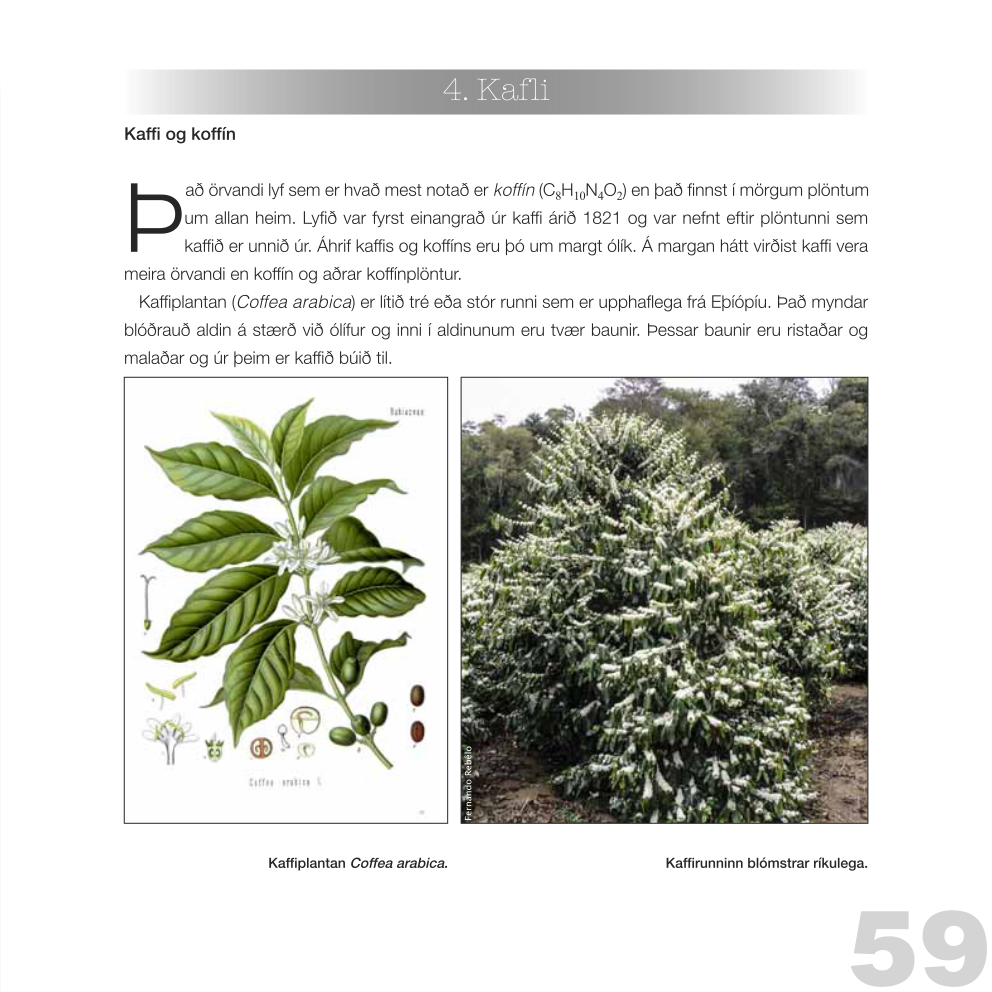 4. Kafli
Kaffi og koffín
Það örvandi lyf sem er hvað mest notað er koffín (C₈H₁₀N₄O₂) en það finnst í mörgum plöntum
um allan heim. Lyfið var fyrst einangrað úr kaffi árið 1821 og var nefnt eftir plöntunni sem
kaffið er unnið úr. Áhrif kaffis og koffíns eru þó um margt ólík. Á margan hátt virðist kaffi vera
meira örvandi en koffín og aðrar koffínplöntur.
Kaffiplantan (Coffea arabica) er lítið tré eða stór runni sem er upphaflega frá Eþíópíu. Það myndar
blóðrauð aldin á stærð við ólífur og inni í aldinunum eru tvær baunir. Þessar baunir eru ristaðar og
malaðar og úr þeim er kaffið búið til.
Rubiaceae
Coffea arabica L.
Fernando Rebêlo
Kaffiplantan Coffea arabica.
Kaffirunninn blómstrar ríkulega.
59